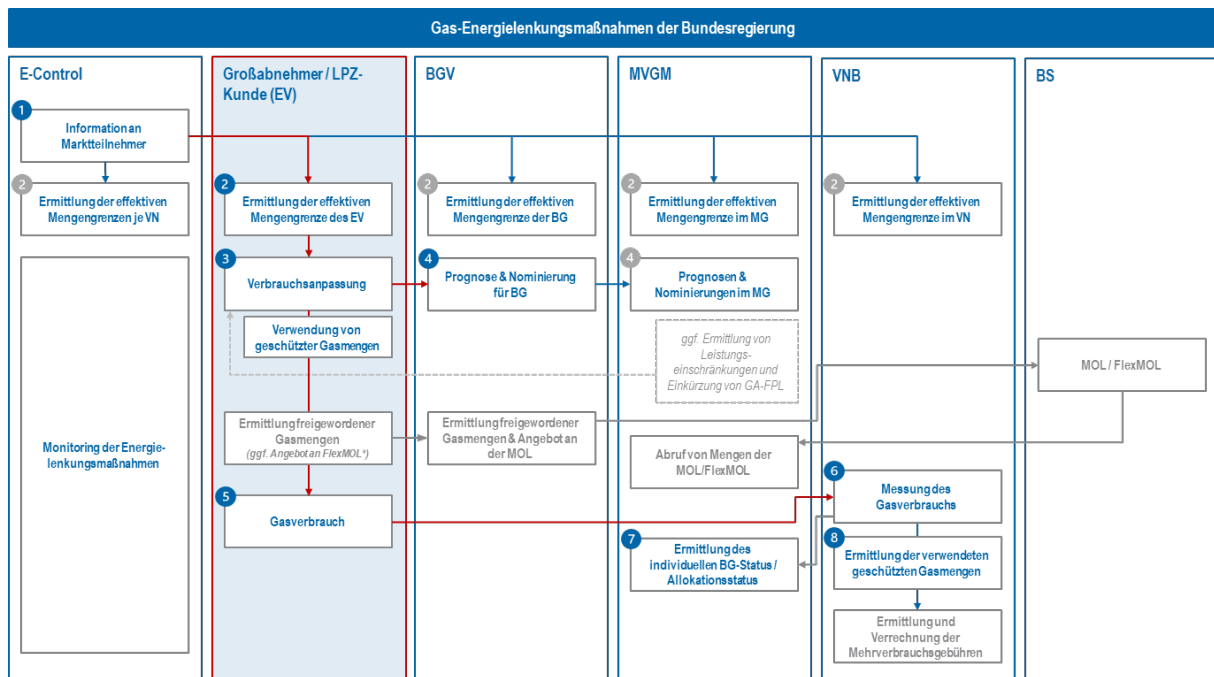 Gas-Energielenkungsmaßnahmen der Bundesregierung
E-Control
Großabnehmer / LPZ-
Kunde (EV)
BGV
MVGM
VNB
BS
1
Information an
Marktteilnehmer
2
Ermittlung der effektiven
Mengengrenzen je VN
2
Ermittlung der effektiven
Mengengrenze des EV
2
Ermittlung der effektiven
Mengengrenze der BG
2
Ermittlung der effektiven
Mengengrenze im MG
2
Ermittlung der effektiven
Mengengrenze im VN
3
Verbrauchsanpassung
4
Prognose & Nominierung
für BG
4
Prognosen &
Nominierungen im MG
Verwendung von
geschützter Gasmengen
ggf. Ermittlung von
Leistungs-
einschränkungen und
Einkürzung von GA-FPL
MOL / FlexMOL
Monitoring der Energie-
lenkungsmaßnahmen
Ermittlung freigewordener
Gasmengen
(ggf. Angebot an FlexMOL*)
Ermittlung freigewordener
Gasmengen & Angebot an
der MOL
Abruf von Mengen der
MOL/FlexMOL
5
Gasverbrauch
6
Messung des
Gasverbrauchs
7
Ermittlung des
individuellen BG-Status /
Allokationsstatus
8
Ermittlung der verwendeten
geschützten Gasmengen
Ermittlung und
Verrechnung der
Mehrverbrauchsgebühren